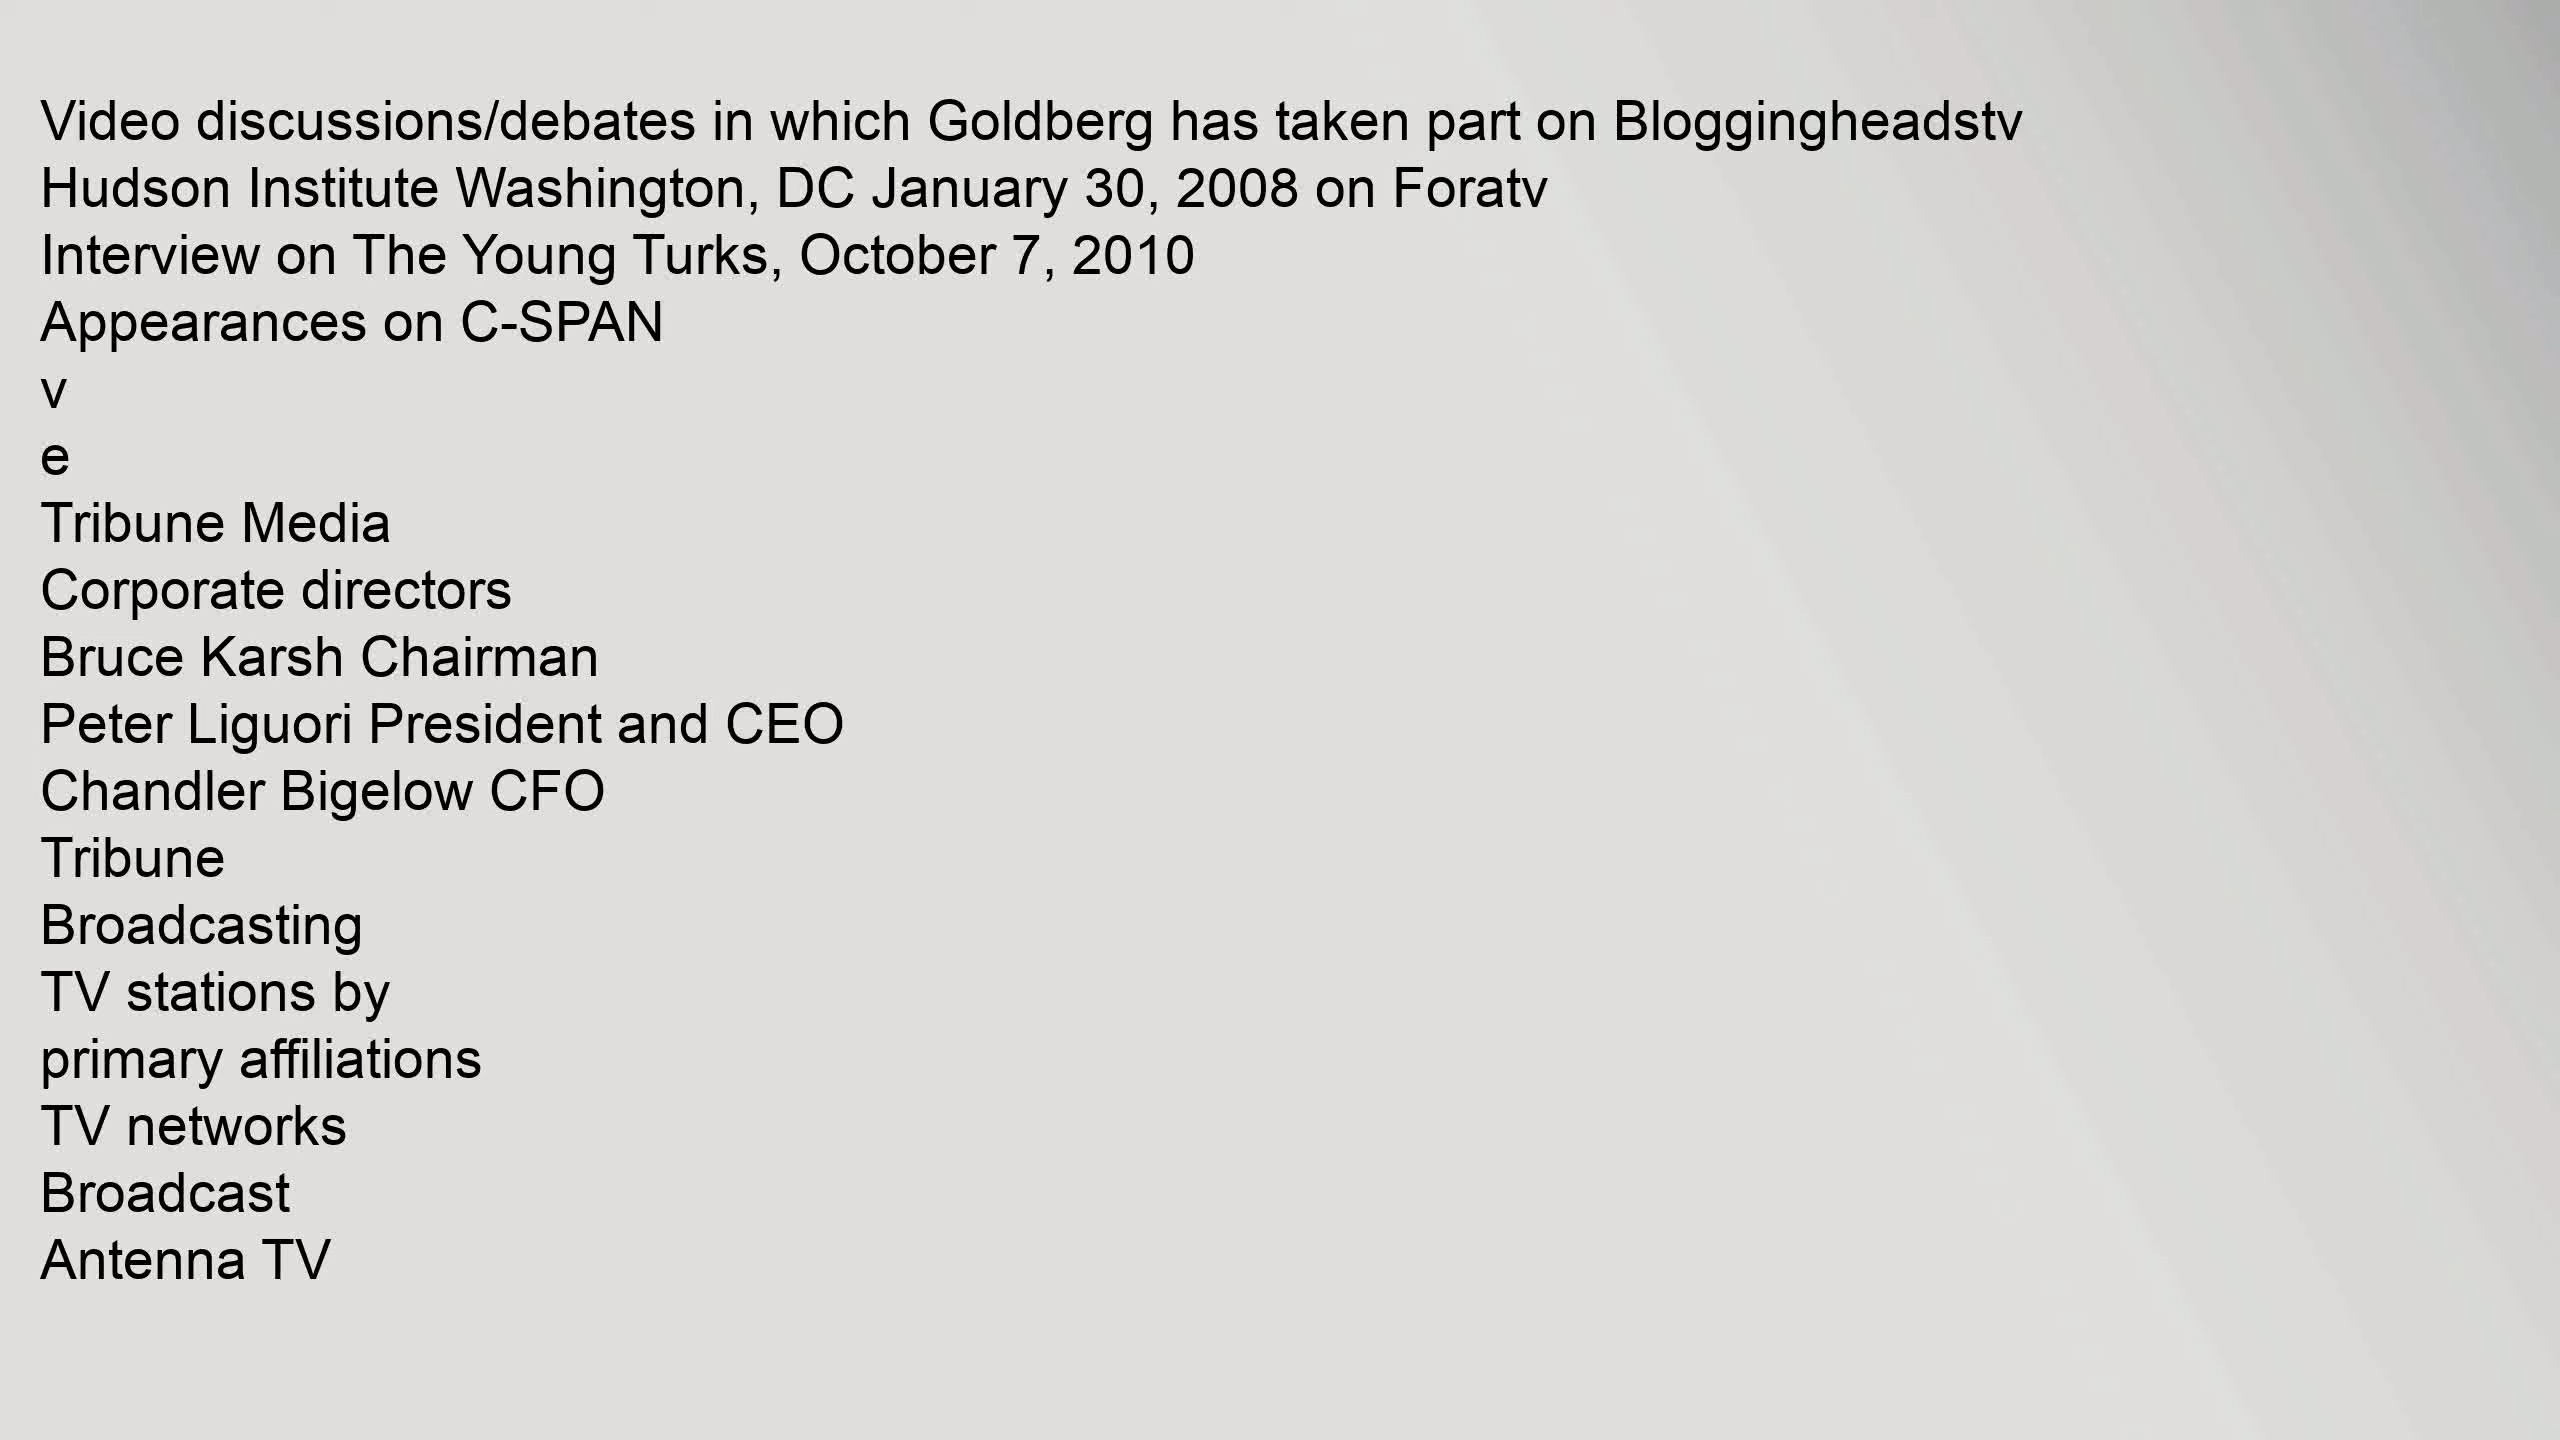 Video discussions/debates in which Goldberg has taken part on Bloggingheadstv
Hudson Institute Washington, DC January 30, 2008 on Foratv
Interview on The Young Turks, October 7, 2010
Appearances on C-SPAN
v
e
Tribune Media
Corporate directors
Bruce Karsh Chairman
Peter Liguori President and CEO
Chandler Bigelow CFO
Tribune
Broadcasting
TV stations by
primary affiliations
TV networks
Broadcast
Antenna TV